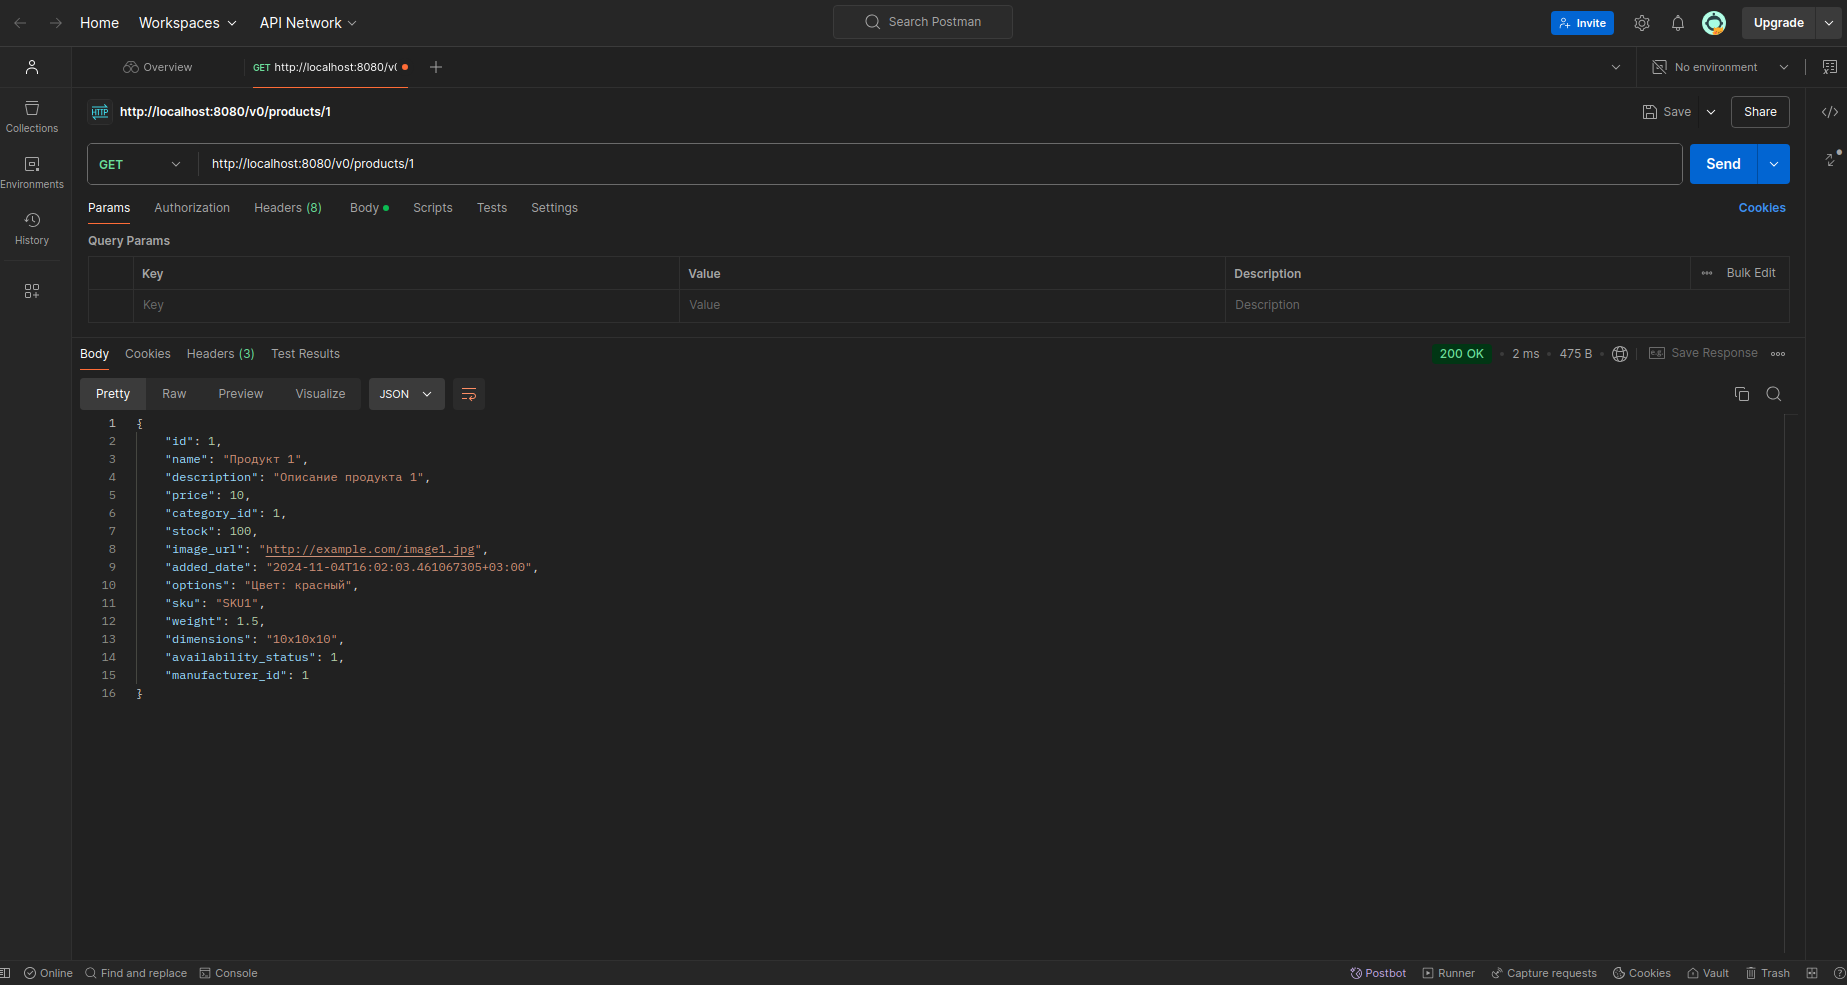 Home Workspaces API Network Search Postman Invite Upgrade
Overview GET http://localhost:8080/v( No environment
HTTP http://localhost:8080/v0/products/1 Save Share
GET http://localhost:8080/v0/products/1 Send
Collections
Environments
History
Params Authorization Headers (8) Body Scripts Tests Settings Cookies
Query Params
Key Value Description Bulk Edit
Key Value Description
Body Cookies Headers (3) Test Results 200 OK 2 ms 475 B e.g. Save Response
Pretty Raw Preview Visualize JSON
1 {
2 "id": 1,
3 "name": "Продукт 1",
4 "description": "Описание продукта 1",
5 "price": 10,
6 "category_id": 1,
7 "stock": 100,
8 "image_url": "http://example.com/image1.jpg",
9 "added_date": "2024-11-04T16:02:03.461067305+03:00",
10 "options": "Цвет: красный",
11 "sku": "SKU1",
12 "weight": 1.5,
13 "dimensions": "10x10x10",
14 "availability_status": 1,
15 "manufacturer_id": 1
16 }
Online Find and replace Console Postbot Runner Capture requests Cookies Vault Trash